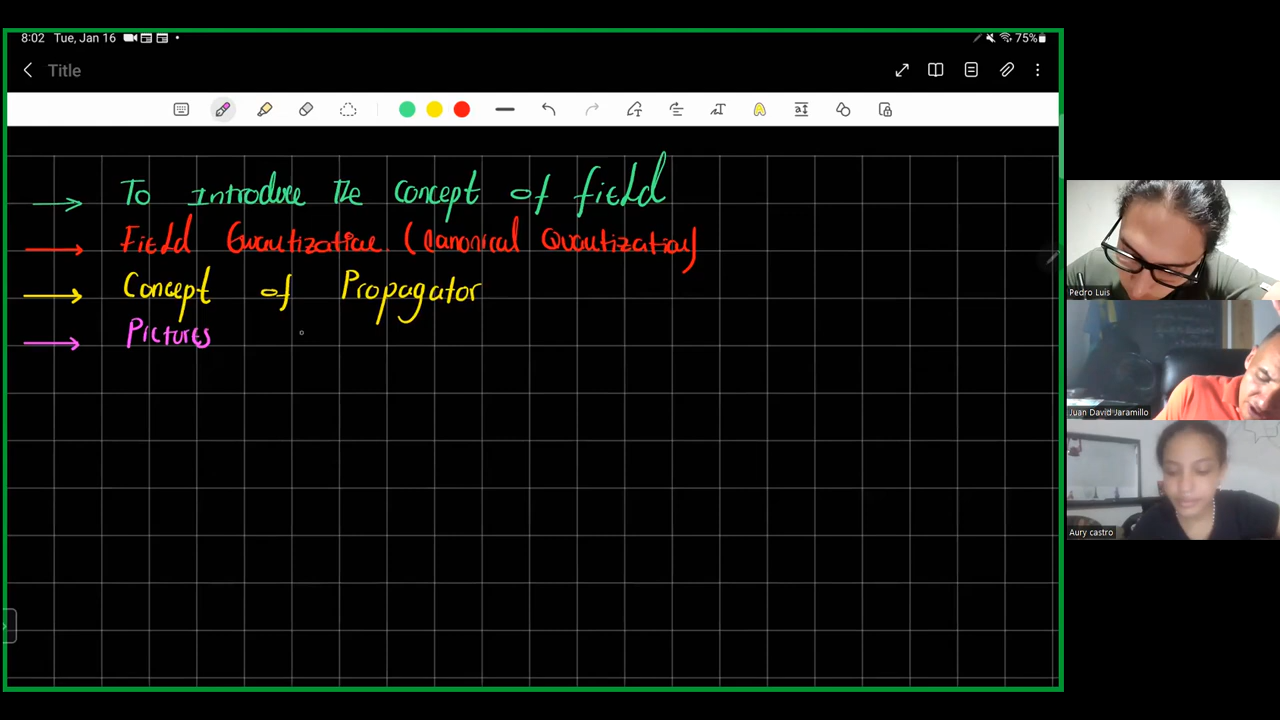 8:02 Tue, Jan 16
75%
Title
→ To Introduce the concept of field
→ Field Quantization (Canonical Quantization)
→ Concept of Propagator
→ Pictures
Pedro Luis
Juan David Jaramillo
Aury castro